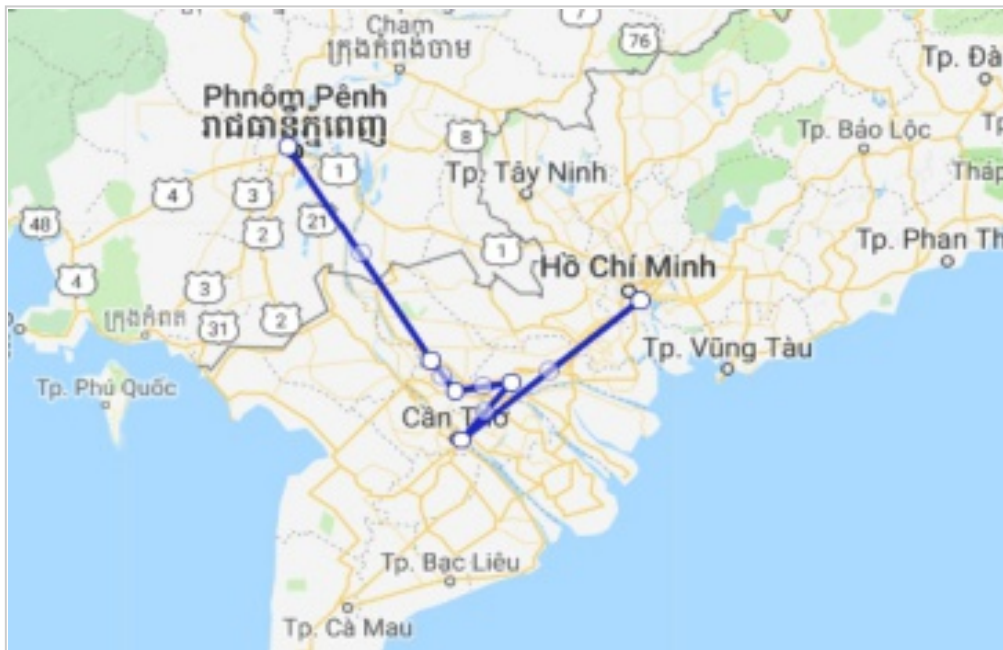 Cham
ក្រុងកំពង់ចាម
7
76
Tp. Đà
Phnôm Pênh
រាជធានីភ្នំពេញ
8
Tp. Bảo Lộc
Tp
1
Tp. Tây Ninh
Tháp
4
3
21
48
2
1
Tp. Phan Th
Hồ Chí Minh
4
3
ក្រុងកំពត
31
2
Tp. Vũng Tàu
Tp. Phú Quốc
Cần Thơ
Tp. Bạc Liêu
Tp. Cà Mau